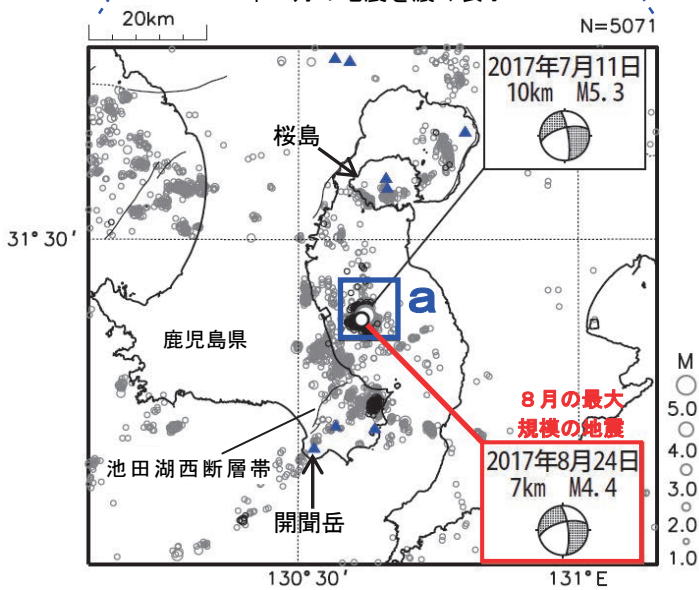 20km
N=5071
2017年7月11日
10km M5.3
桜島
31°30'
a
鹿児島県
M
5.0
4.0
3.0
2.0
1.0
8月の最大
規模の地震
2017年8月24日
7km M4.4
池田湖西断層帯
開聞岳
130°30'
131°E